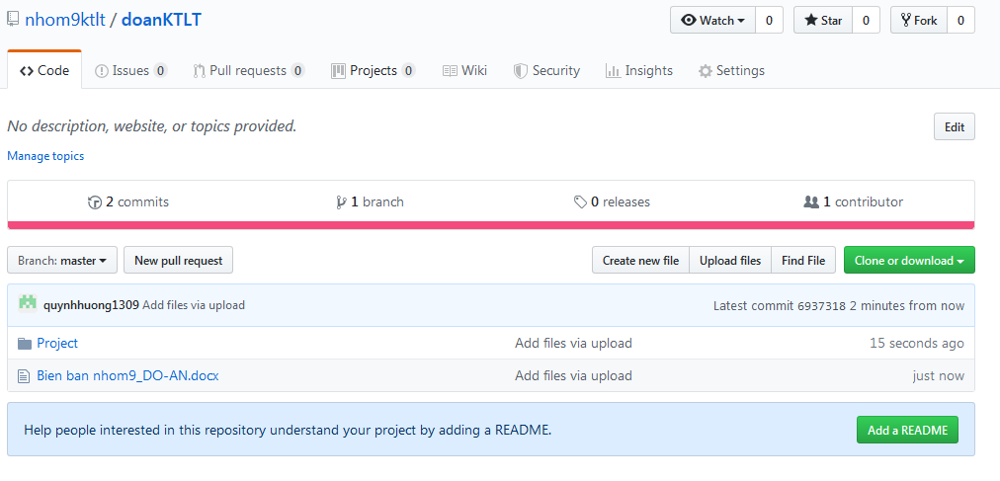 nhom9ktlt / doanKTLT Watch 0 Star 0 Fork 0
Code Issues 0 Pull requests 0 Projects 0 Wiki Security Insights Settings
No description, website, or topics provided. Edit
Manage topics
2 commits 1 branch 0 releases 1 contributor
Branch: master New pull request Create new file Upload files Find File Clone or download
quynhhuong1309 Add files via upload Latest commit 6937318 2 minutes from now
Project Add files via upload 15 seconds ago
Bien ban nhom9_DO-AN.docx Add files via upload just now
Help people interested in this repository understand your project by adding a README. Add a README